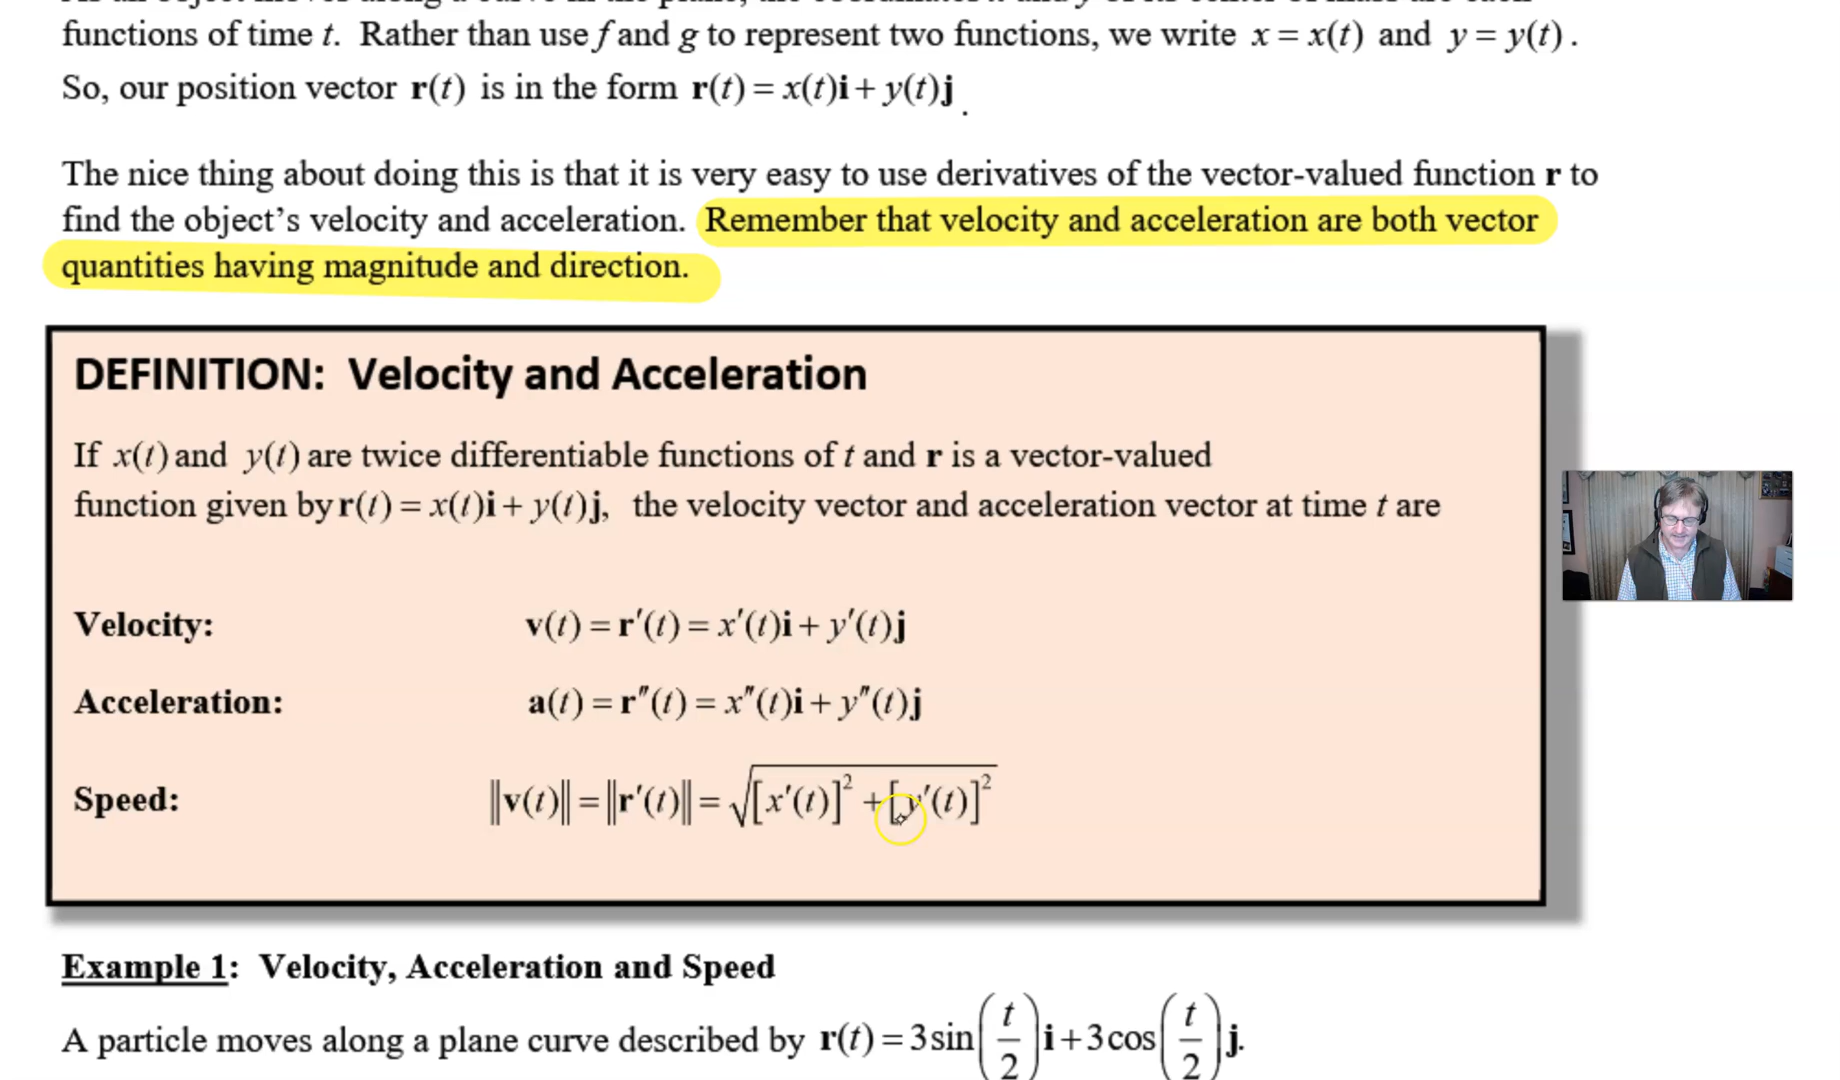 functions of time t. Rather than use f and g to represent two functions, we write x = x(t) and y = y(t).
So, our position vector r(t) is in the form r(t) = x(t)i + y(t)j.
The nice thing about doing this is that it is very easy to use derivatives of the vector-valued function r to
find the object’s velocity and acceleration. Remember that velocity and acceleration are both vector
quantities having magnitude and direction.
DEFINITION: Velocity and Acceleration
If x(t) and y(t) are twice differentiable functions of t and r is a vector-valued
function given by r(t) = x(t)i + y(t)j, the velocity vector and acceleration vector at time t are
Velocity: v(t) = r′(t) = x′(t)i + y′(t)j
Acceleration: a(t) = r″(t) = x″(t)i + y″(t)j
Speed: ‖v(t)‖ = ‖r′(t)‖ = √([x′(t)]² + [y′(t)]²)
Example 1: Velocity, Acceleration and Speed
A particle moves along a plane curve described by r(t) = 3 sin(t/2)i + 3 cos(t/2)j.